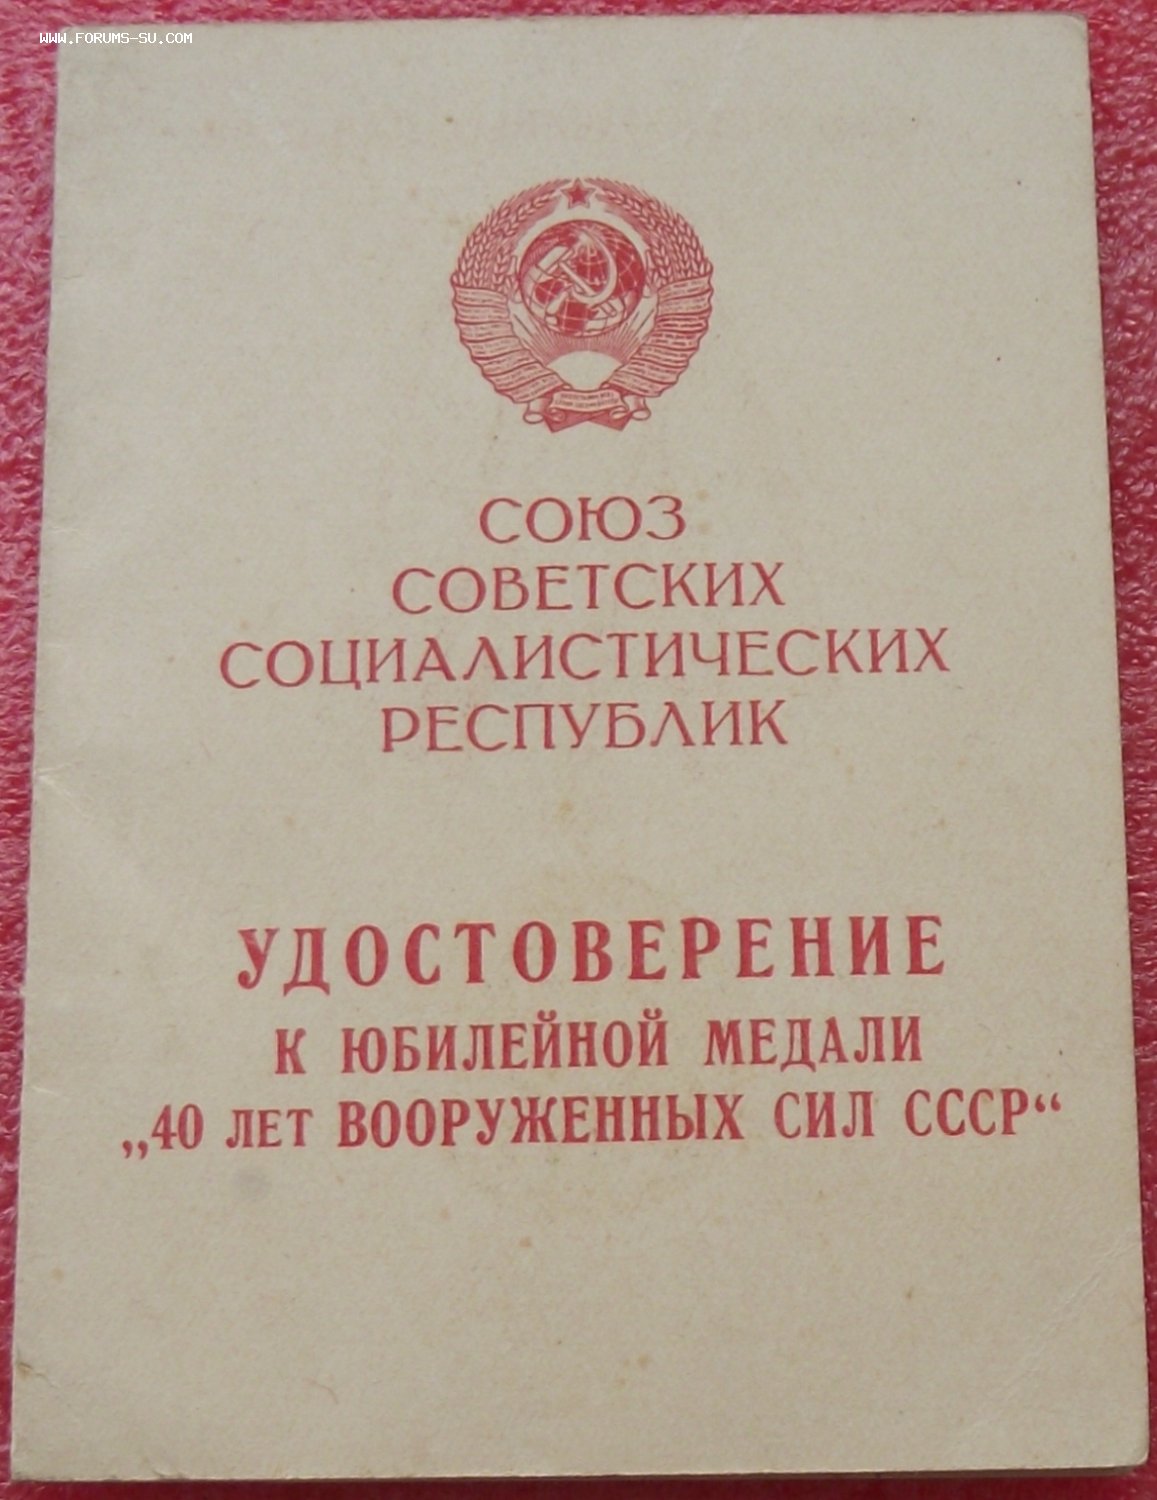 WWW.FORUMS-SU.COM
СОЮЗ
СОВЕТСКИХ
СОЦИАЛИСТИЧЕСКИХ
РЕСПУБЛИК
УДОСТОВЕРЕНИЕ
К ЮБИЛЕЙНОЙ МЕДАЛИ
„40 ЛЕТ ВООРУЖЕННЫХ СИЛ СССР“